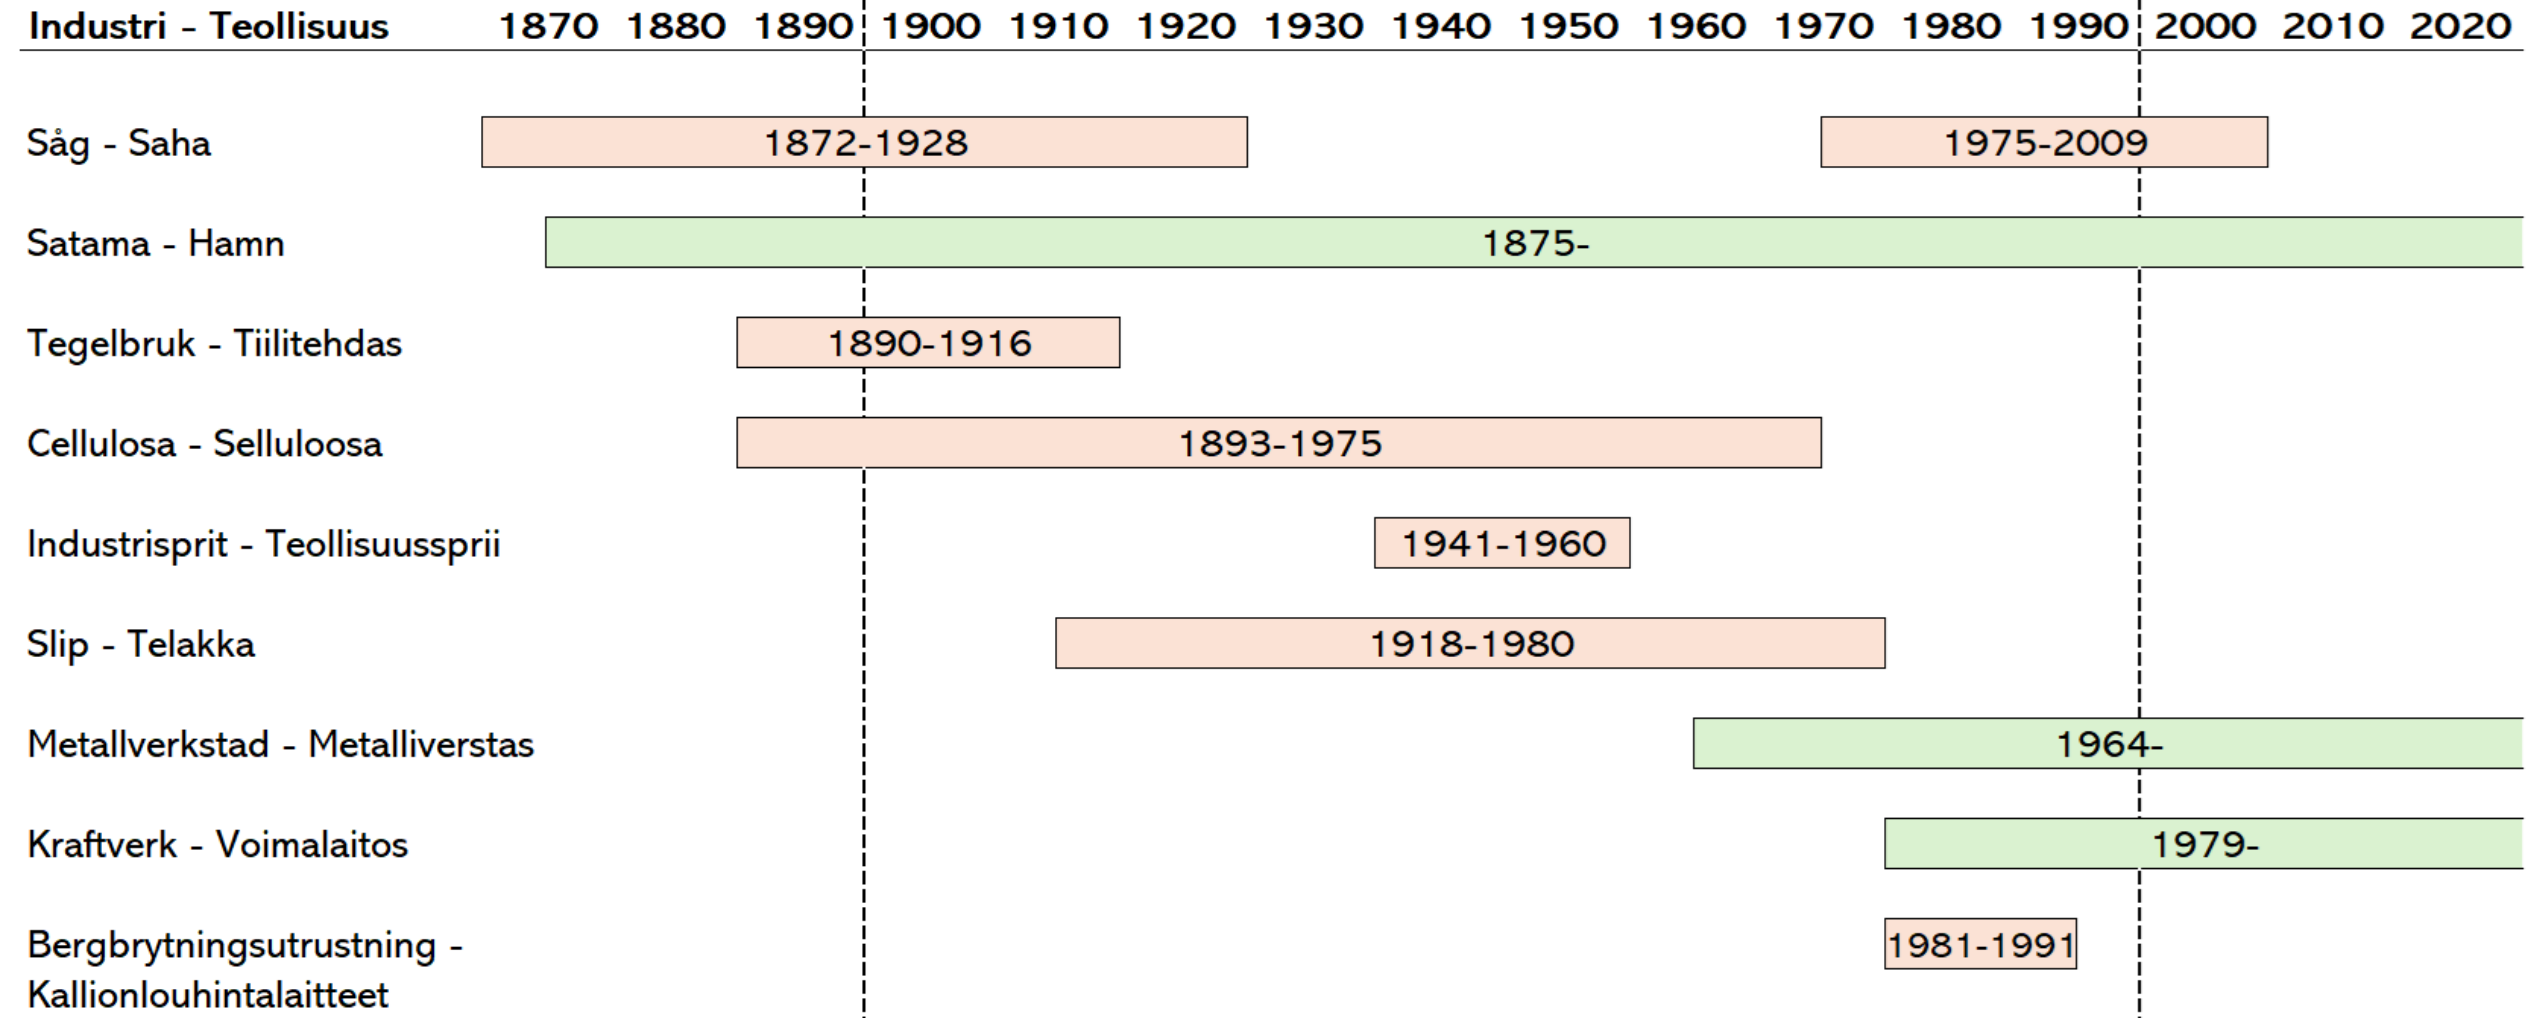 Industri - Teollisuus 1870 1880 1890 1900 1910 1920 1930 1940 1950 1960 1970 1980 1990 2000 2010 2020
Såg - Saha 1872-1928 1975-2009
Satama - Hamn 1875-
Tegelbruk - Tiilitehdas 1890-1916
Cellulosa - Selluloosa 1893-1975
Industrisprit - Teollisuussprii 1941-1960
Slip - Telakka 1918-1980
Metallverkstad - Metalliverstas 1964-
Kraftverk - Voimalaitos 1979-
Bergbrytningsutrustning - 1981-1991
Kallionlouhintalaitteet